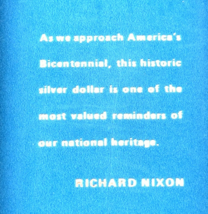 As we approach America's
Bicentennial, this historic
silver dollar is one of the
most valued reminders of
our national heritage.
RICHARD NIXON